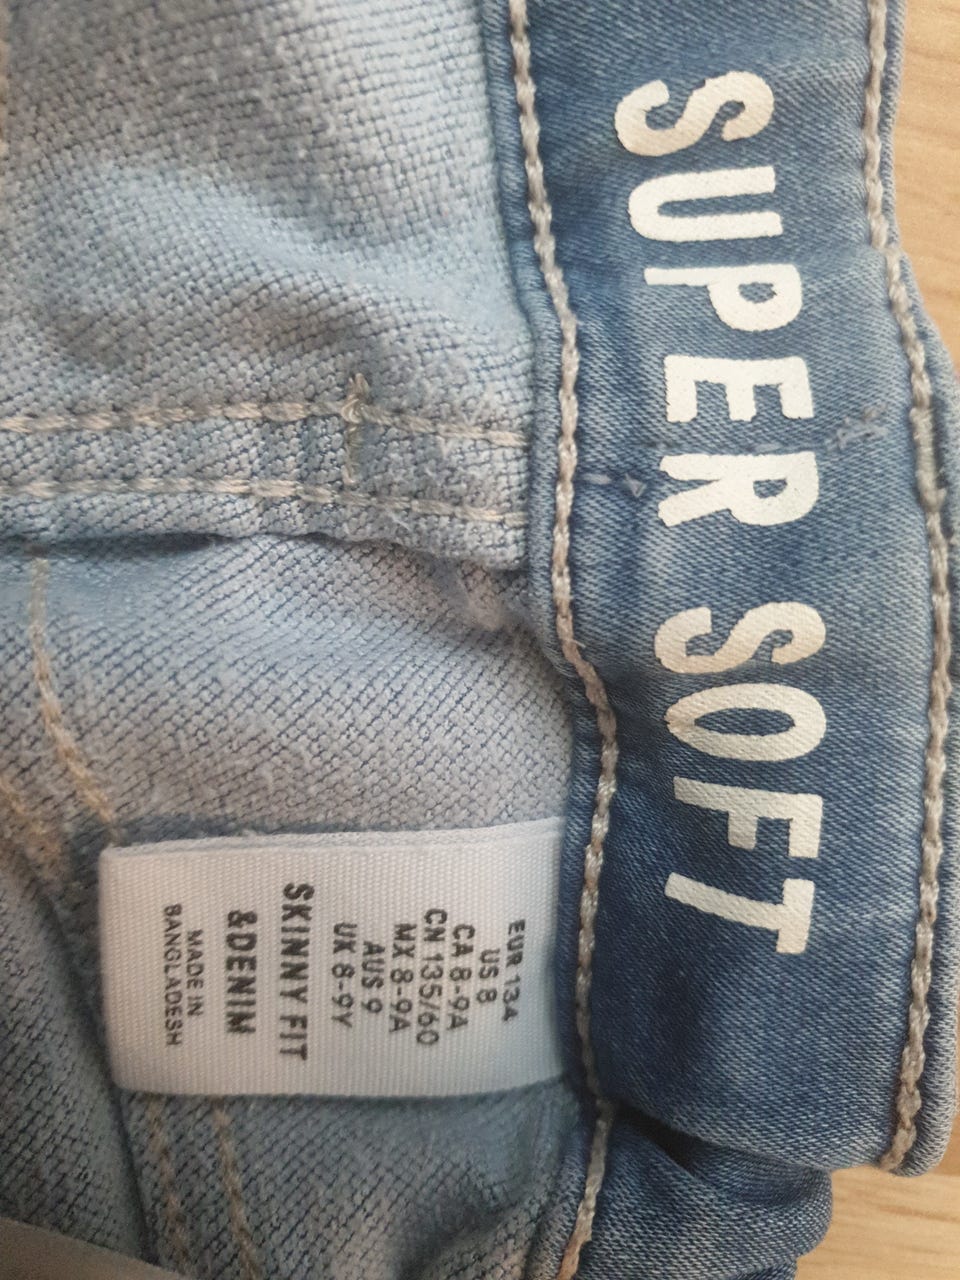 SUPER SOFT
EUR 134
US 8
CA 8-9A
CN 135/60
MX 8-9A
AUS 9
UK 8-9Y
SKINNY FIT
&DENIM
MADE IN
BANGLADESH